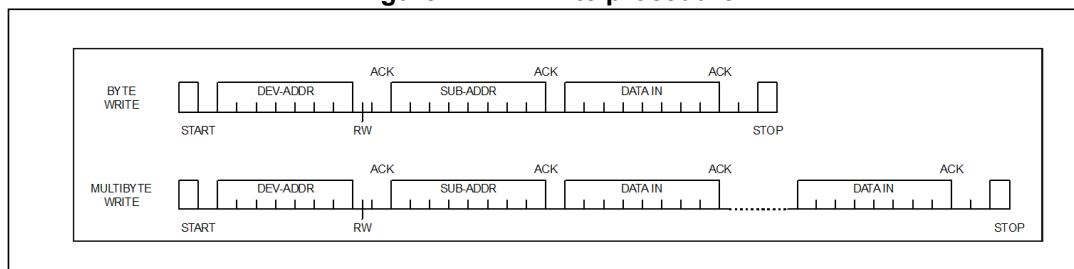 ACK ACK ACK
BYTE DEV-ADDR SUB-ADDR DATA IN
WRITE
START RW STOP
ACK ACK ACK ACK
MULTIBYTE DEV-ADDR SUB-ADDR DATA IN DATA IN
WRITE
START RW STOP